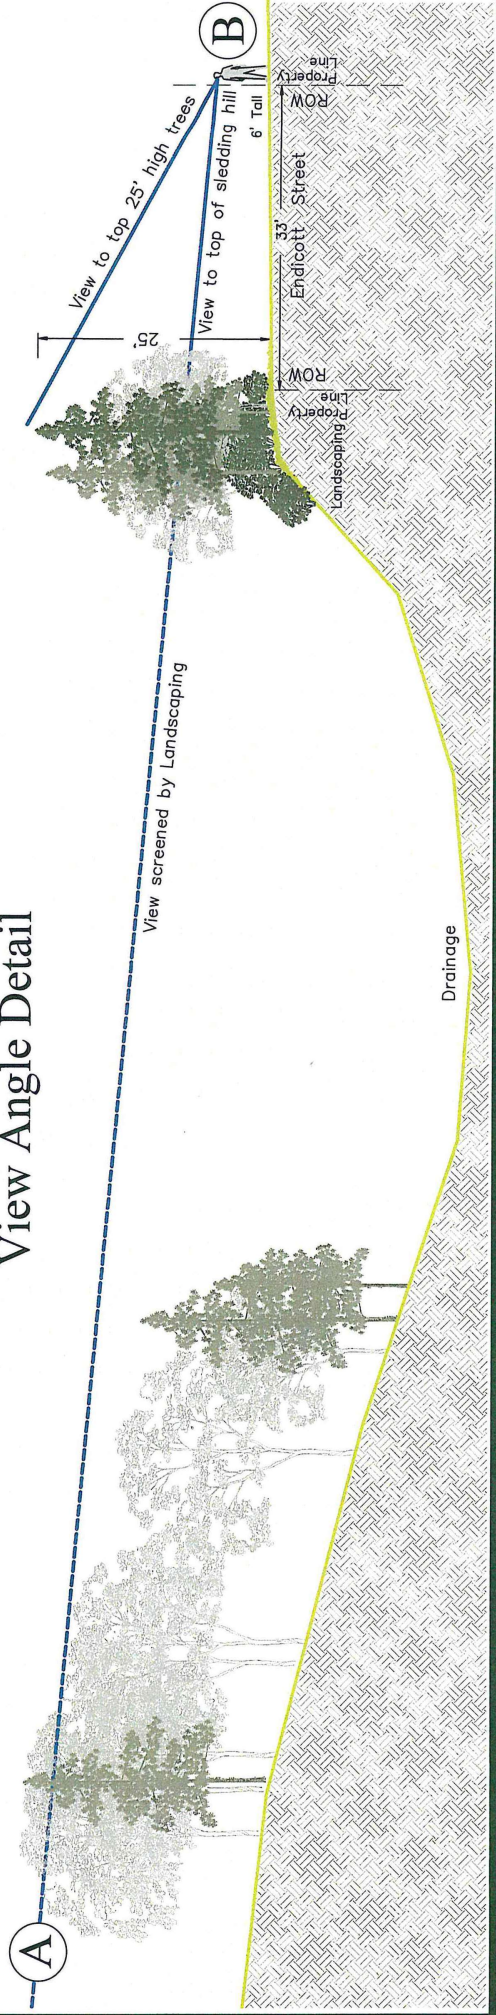 View Angle Detail
A
View screened by Landscaping
Drainage
View to top 25' high trees
View to top of sledding hill
25'
B
6' Tall
33'
Endicott Street
ROW
Property
Line
ROW
Property
Line
Landscaping